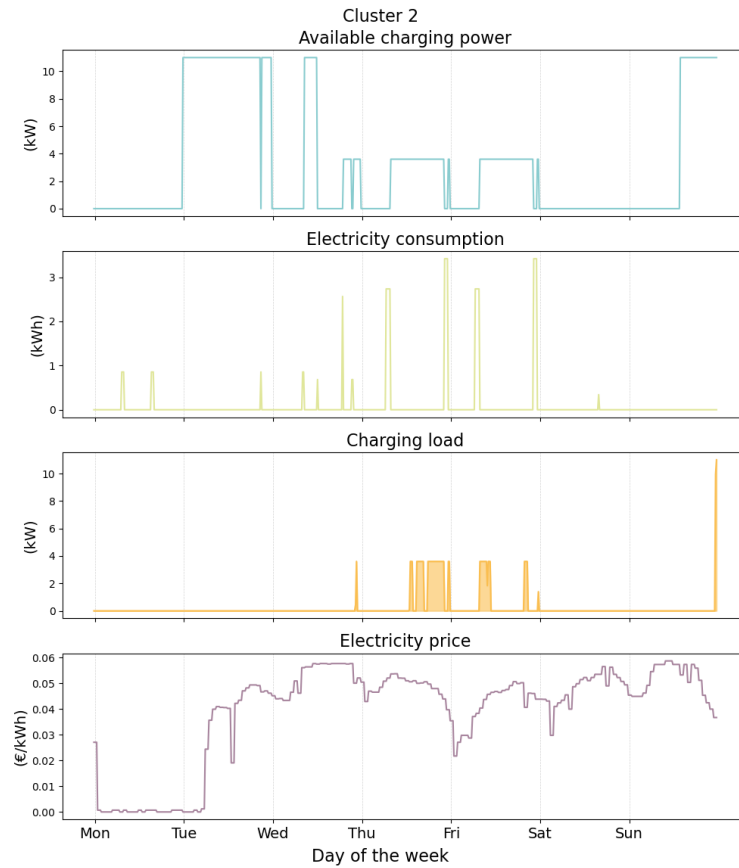 Cluster 2
Available charging power
10
8
6
4
2
0
(kW)
Electricity consumption
3
2
1
0
(kWh)
Charging load
10
8
6
4
2
0
(kW)
Electricity price
0.06
0.05
0.04
0.03
0.02
0.01
0.00
(€/kWh)
Mon Tue Wed Thu Fri Sat Sun
Day of the week